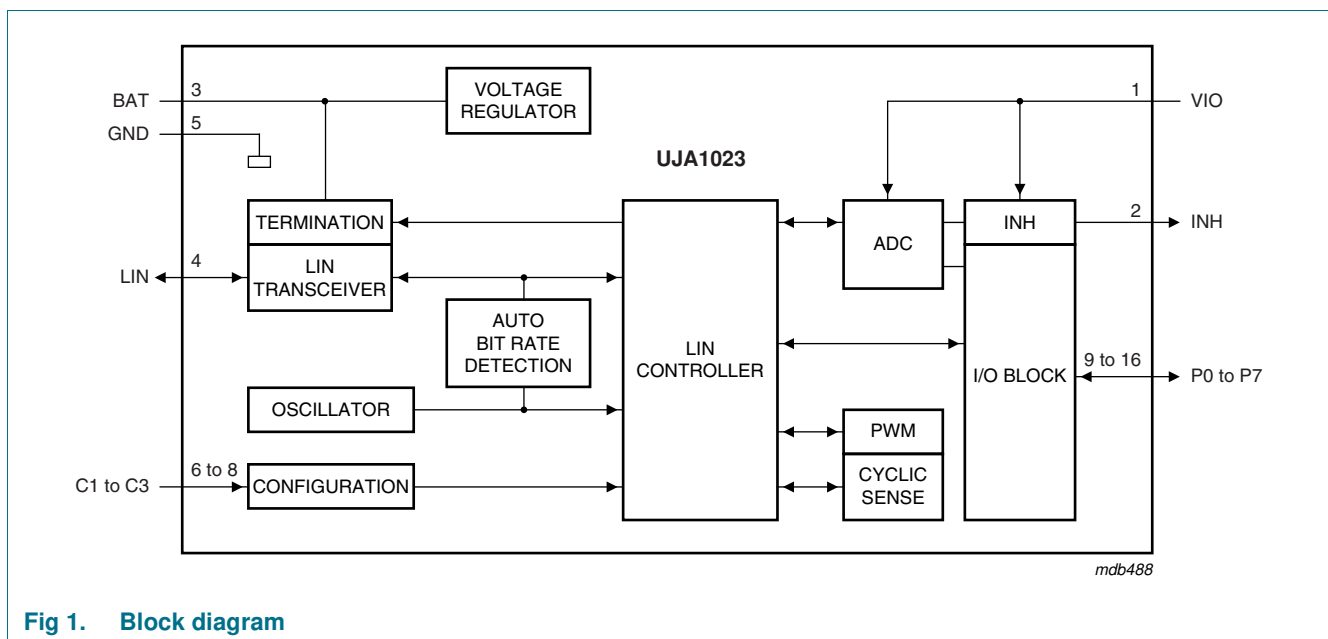 3
BAT
VOLTAGE
REGULATOR
1
VIO
5
GND
UJA1023
TERMINATION
ADC
INH
2
INH
4
LIN
LIN
TRANSCEIVER
AUTO
BIT RATE
DETECTION
LIN
CONTROLLER
I/O BLOCK
9 to 16
P0 to P7
OSCILLATOR
PWM
6 to 8
C1 to C3
CONFIGURATION
CYCLIC
SENSE
mdb488
Fig 1. Block diagram